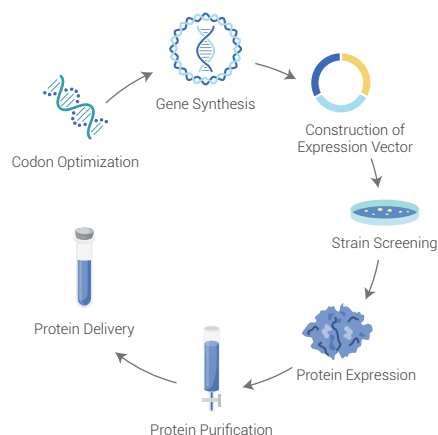 Gene Synthesis
Codon Optimization
Construction of
Expression Vector
Strain Screening
Protein Expression
Protein Purification
Protein Delivery